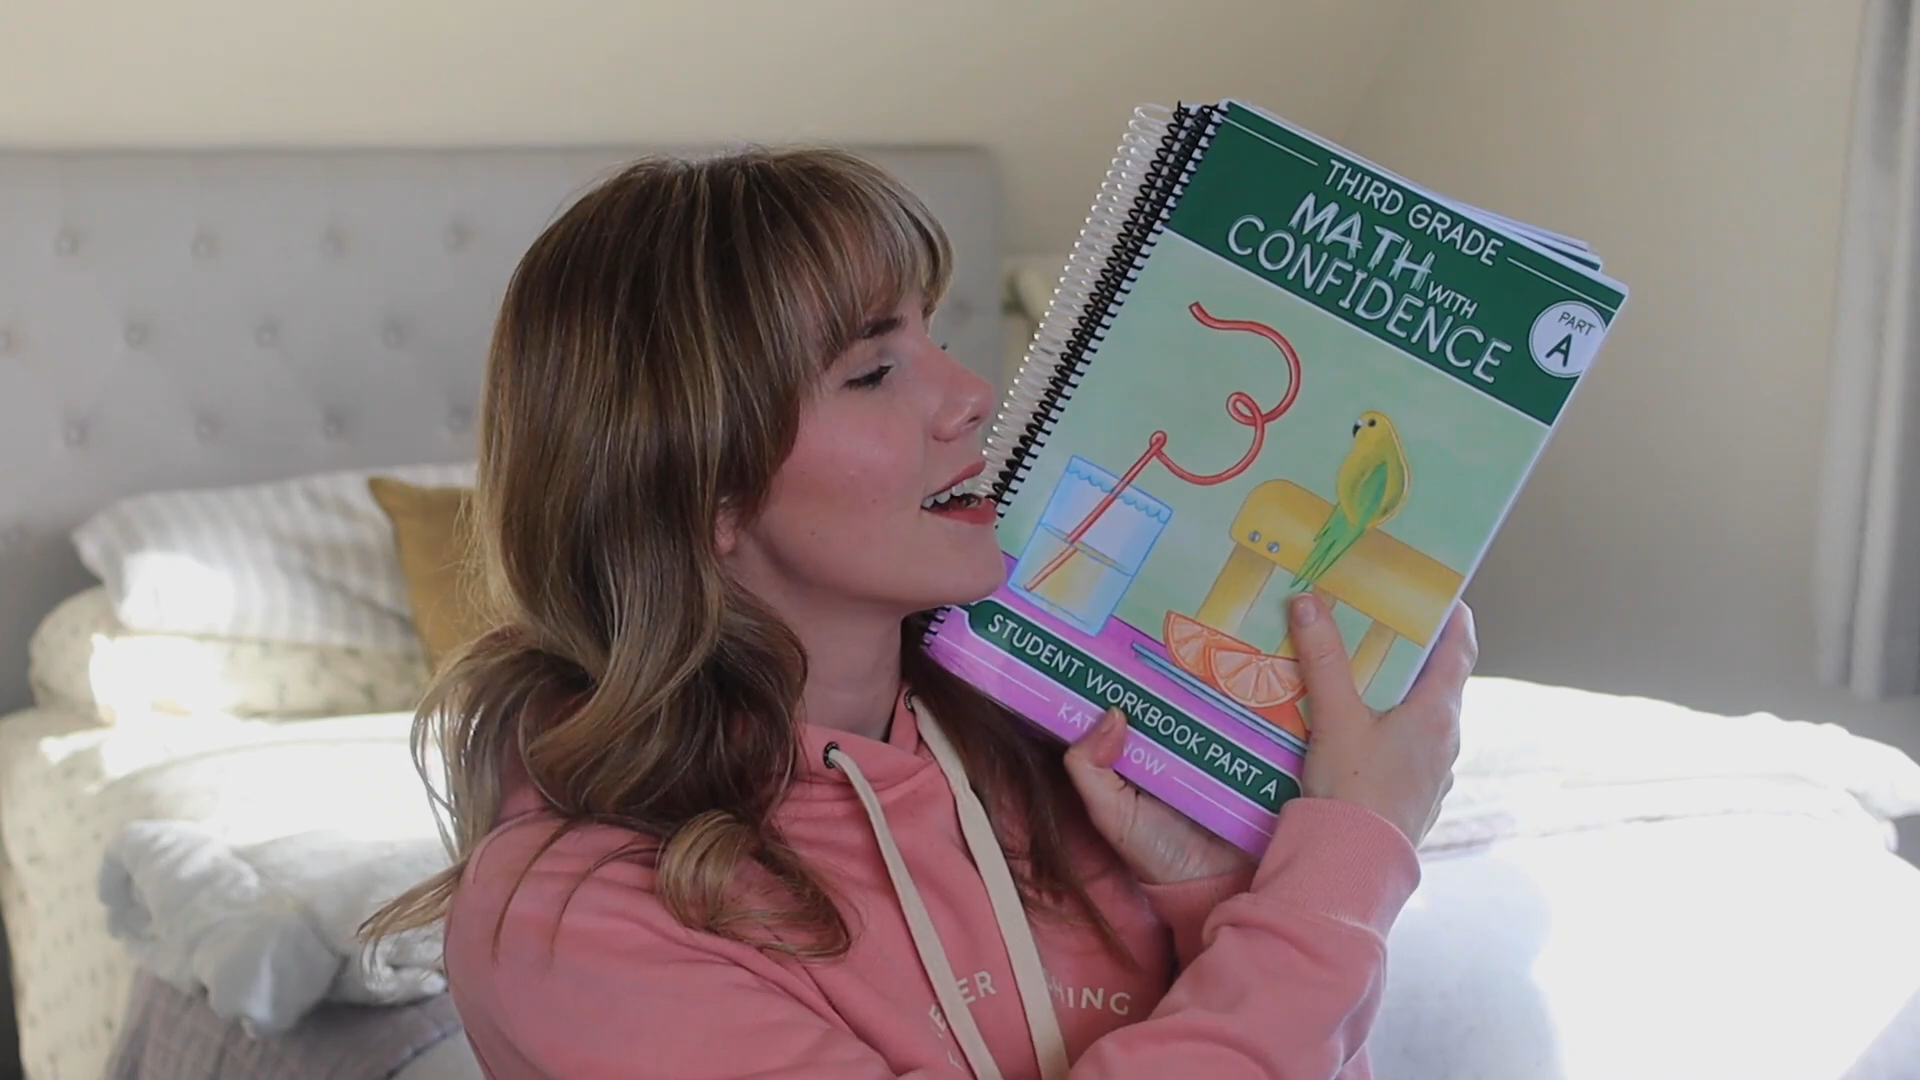 THIRD GRADE
MATH
WITH
CONFIDENCE
PART
A
STUDENT WORKBOOK PART A